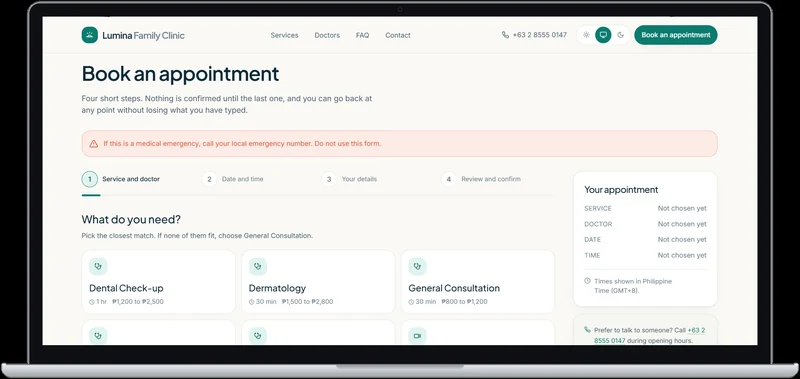 Lumina Family Clinic
Services
Doctors
FAQ
Contact
+63 2 8555 0147
Book an appointment
Book an appointment
Four short steps. Nothing is confirmed until the last one, and you can go back at
any point without losing what you have typed.
If this is a medical emergency, call your local emergency number. Do not use this form.
1 Service and doctor
2 Date and time
3 Your details
4 Review and confirm
What do you need?
Pick the closest match. If none of them fit, choose General Consultation.
Dental Check-up
1 hr ₱1,200 to ₱2,500
Dermatology
30 min ₱1,500 to ₱2,800
General Consultation
30 min ₱800 to ₱1,200
Your appointment
SERVICE Not chosen yet
DOCTOR Not chosen yet
DATE Not chosen yet
TIME Not chosen yet
Times shown in Philippine
Time (GMT+8).
Prefer to talk to someone? Call +63 2
8555 0147 during opening hours.